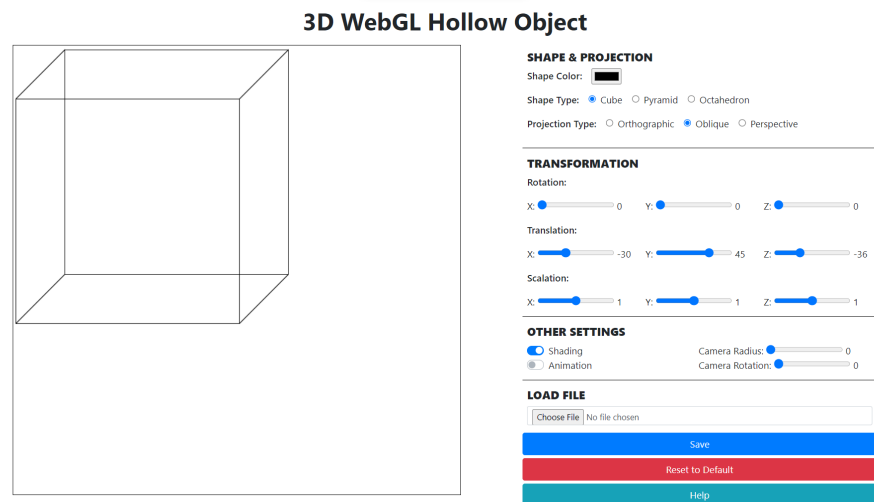 3D WebGL Hollow Object
SHAPE & PROJECTION
Shape Color:
Shape Type: Cube Pyramid Octahedron
Projection Type: Orthographic Oblique Perspective
TRANSFORMATION
Rotation:
X: 0 Y: 0 Z: 0
Translation:
X: -30 Y: 45 Z: -36
Scalation:
X: 1 Y: 1 Z: 1
OTHER SETTINGS
Shading Camera Radius: 0
Animation Camera Rotation: 0
LOAD FILE
Choose File No file chosen
Save
Reset to Default
Help